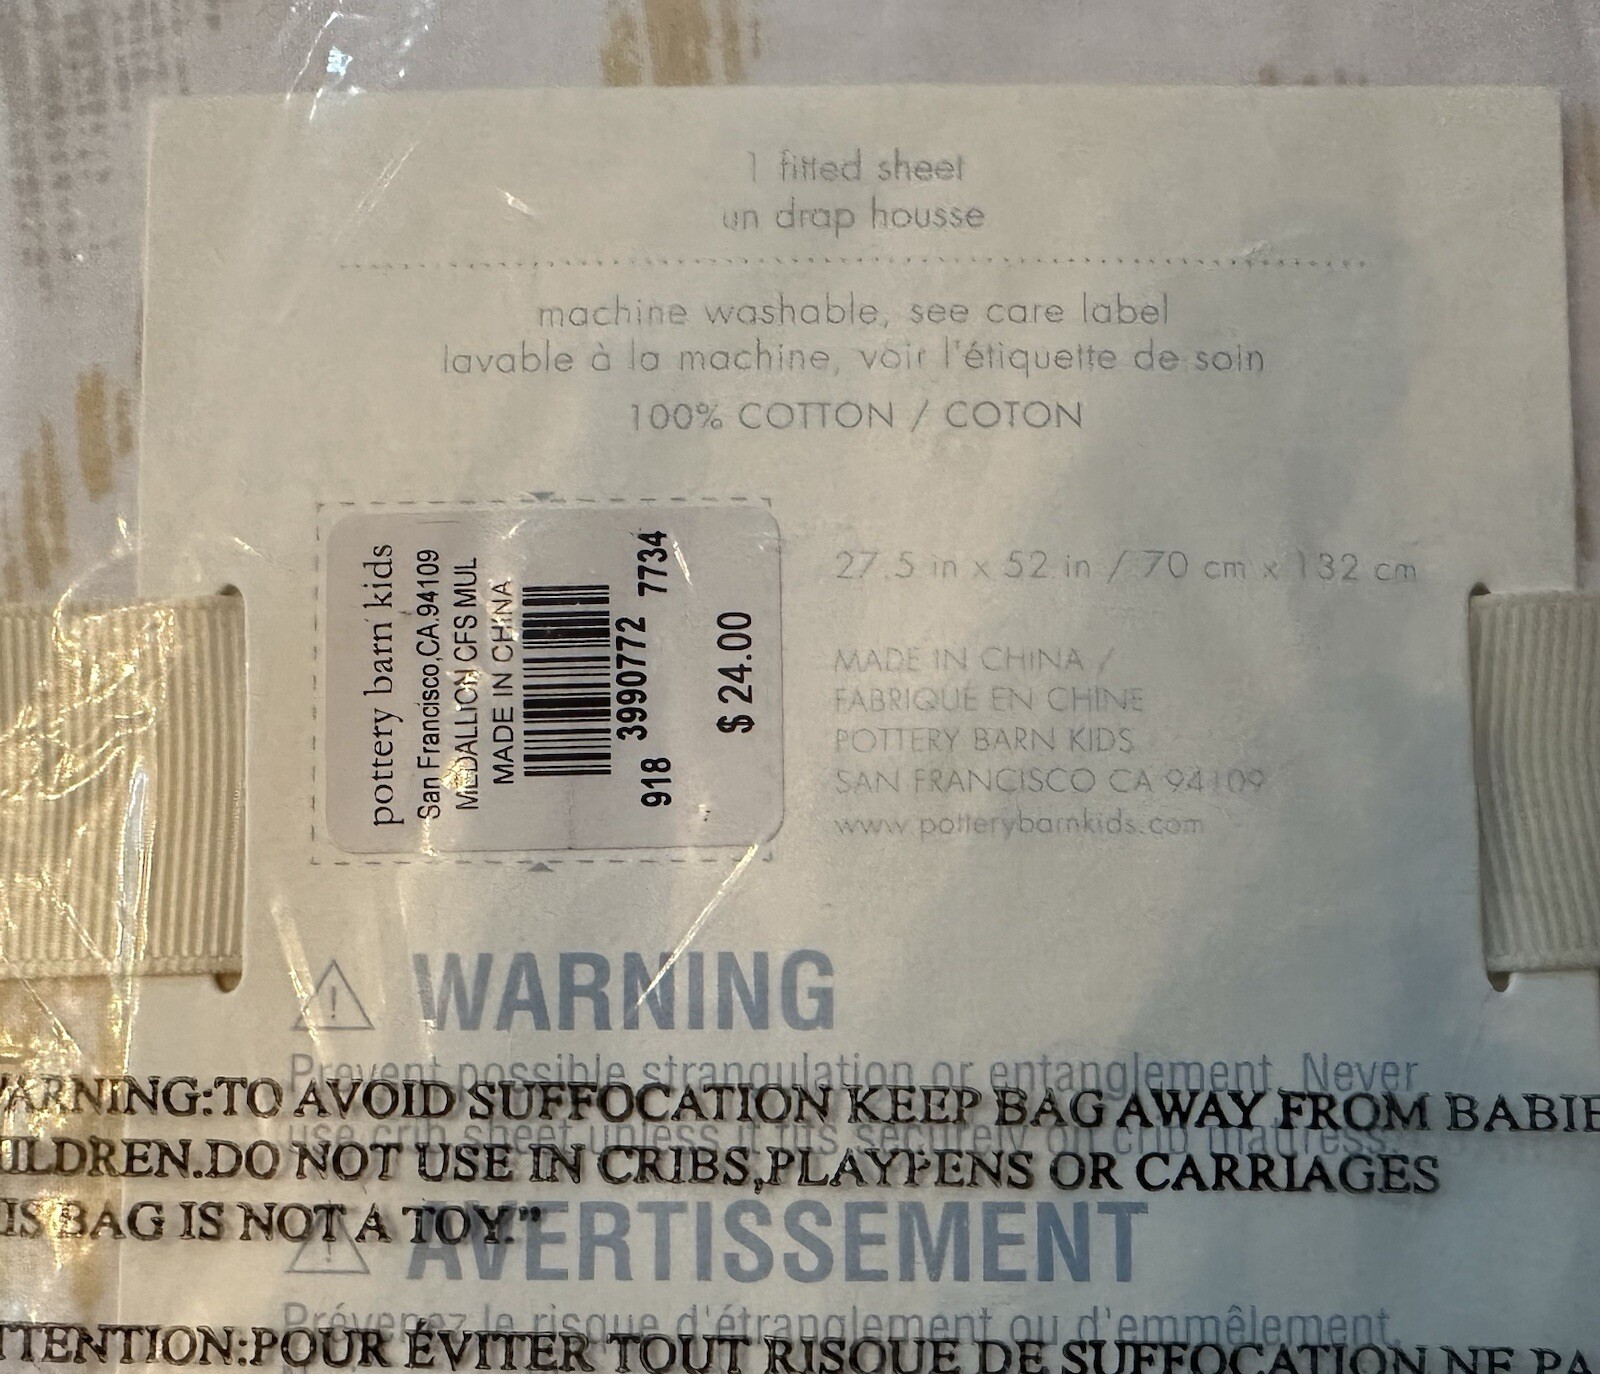 1 fitted sheet
un drap housse
machine washable, see care label
lavable à la machine, voir l'étiquette de soin
100% COTTON / COTON
pottery barn kids
San Francisco,CA.94109
MEDALLION CFS MUL
MADE IN CHINA
918 3990772 7734
$ 24.00
27.5 in x 52 in / 70 cm x 132 cm
MADE IN CHINA /
FABRIQUE EN CHINE
POTTERY BARN KIDS
SAN FRANCISCO CA 94109
www.potterybarnkids.com
WARNING
Prevent possible strangulation or entanglement. Never
use crib sheet unless it fits securely on crib mattress.
WARNING:TO AVOID SUFFOCATION KEEP BAG AWAY FROM BABIE
ILDREN.DO NOT USE IN CRIBS,PLAYPENS OR CARRIAGES
IS BAG IS NOT A TOY."
AVERTISSEMENT
Prévenez le risque d'étranglement ou d'emmêlement.
TTENTION:POUR ÉVITER TOUT RISQUE DE SUFFOCATION NE PA